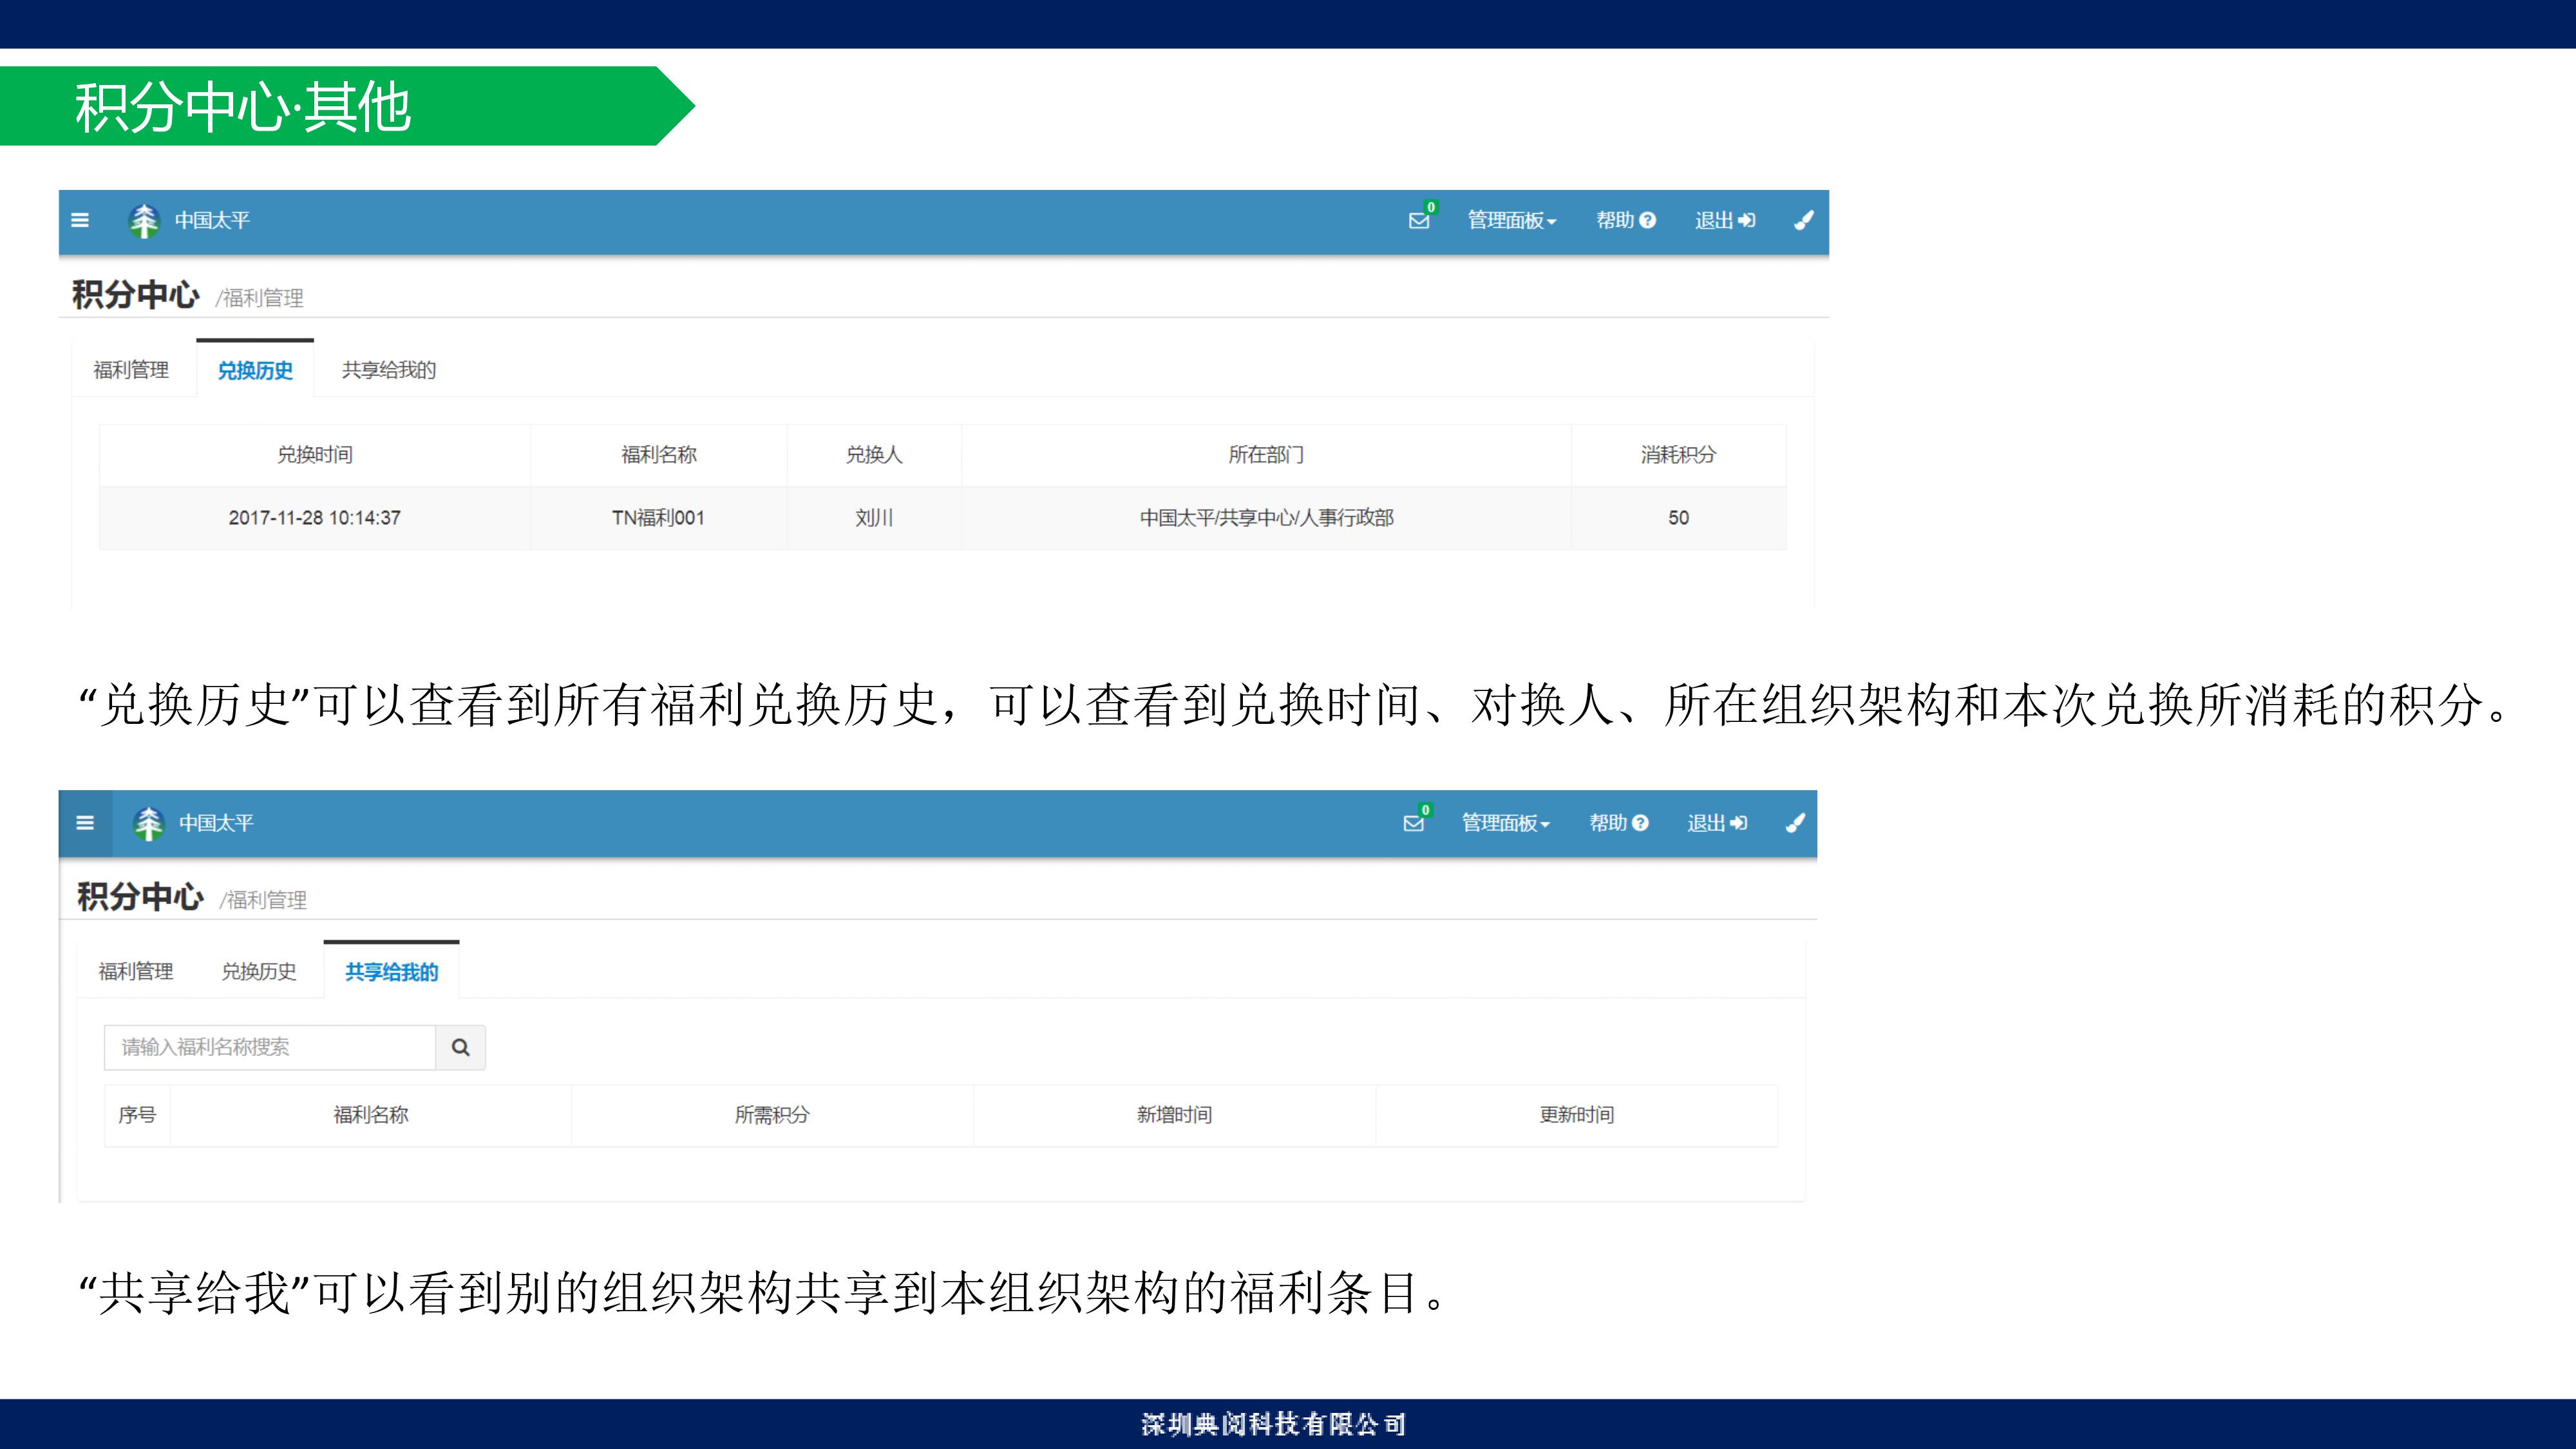 积分中心·其他
中国太平 0 管理面板 帮助 退出
积分中心 /福利管理
福利管理 兑换历史 共享给我的
兑换时间 福利名称 兑换人 所在部门 消耗积分
2017-11-28 10:14:37 TN福利001 刘川 中国太平/共享中心/人事行政部 50
“兑换历史”可以查看到所有福利兑换历史，可以查看到兑换时间、对换人、所在组织架构和本次兑换所消耗的积分。
中国太平 0 管理面板 帮助 退出
积分中心 /福利管理
福利管理 兑换历史 共享给我的
请输入福利名称搜索
序号 福利名称 所需积分 新增时间 更新时间
“共享给我”可以看到别的组织架构共享到本组织架构的福利条目。
深圳典阅科技有限公司